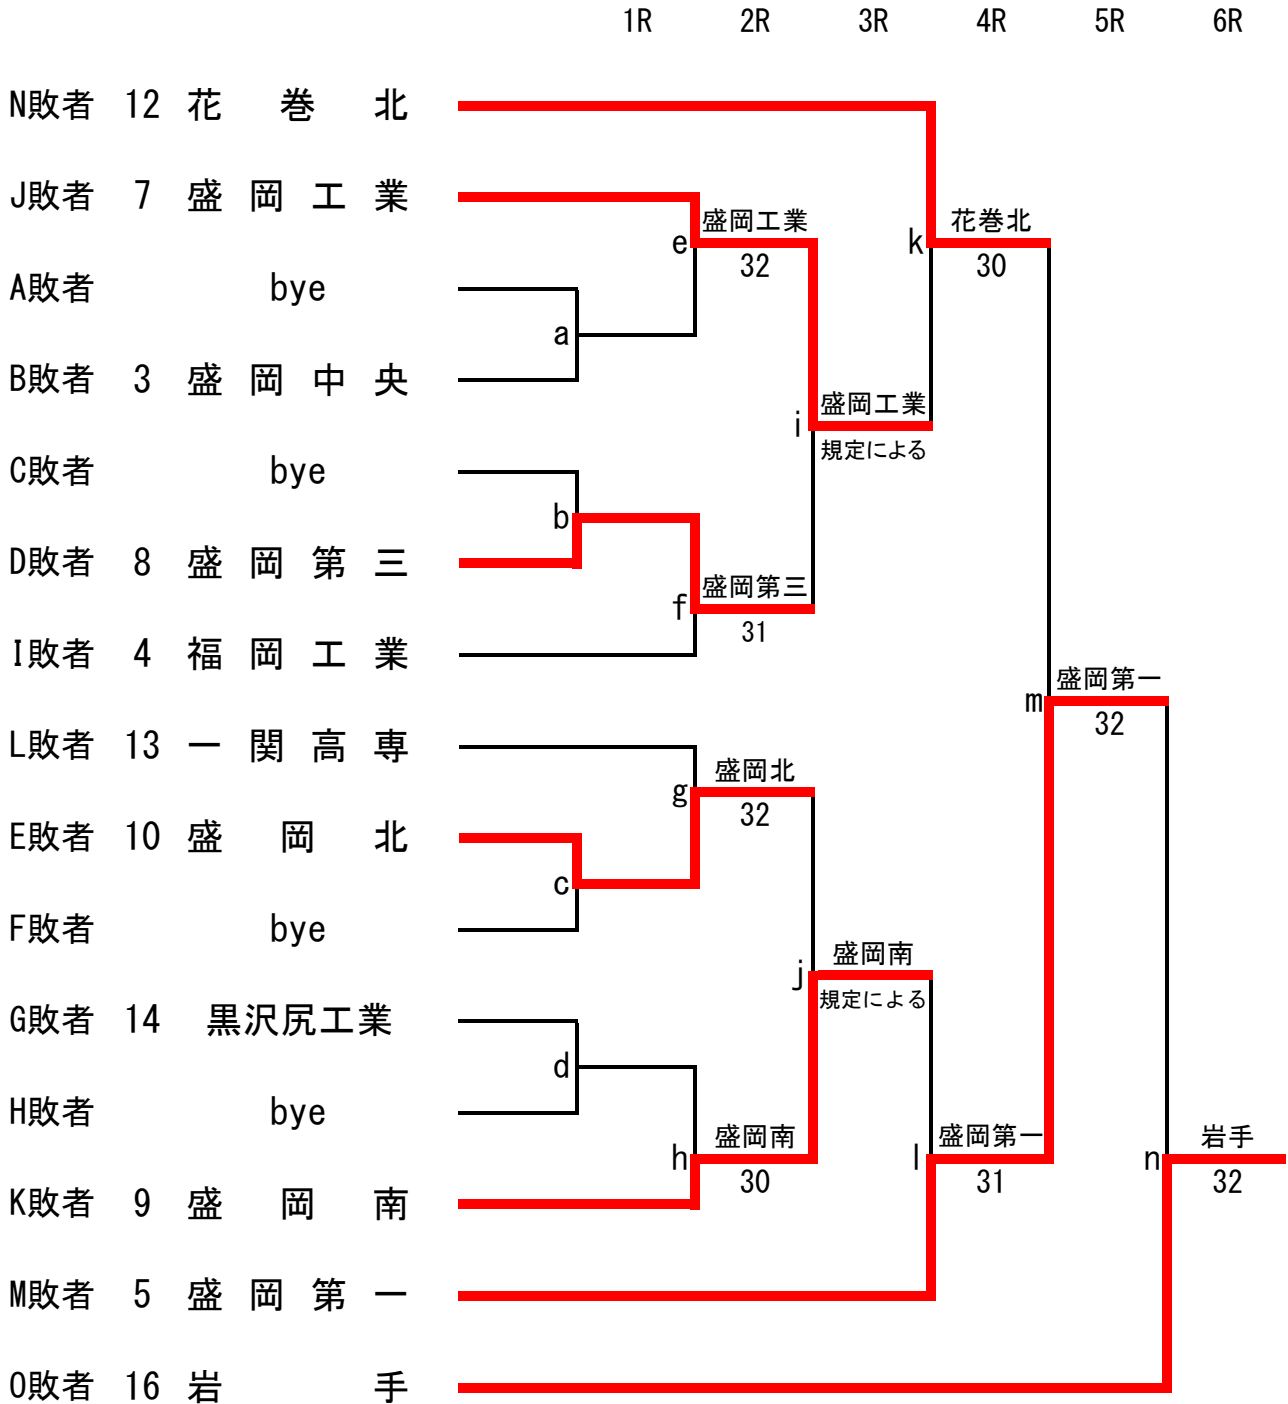 1R 2R 3R 4R 5R 6R
N敗者 12 花巻北
J敗者 7 盛岡工業
盛岡工業 花巻北
e k
32 30
A敗者 bye
a
B敗者 3 盛岡中央
盛岡工業
i
規定による
C敗者 bye
b
D敗者 8 盛岡第三
盛岡第三
f
31
I敗者 4 福岡工業
盛岡第一
m
32
L敗者 13 一関高専
盛岡北
g
32
E敗者 10 盛岡北
c
F敗者 bye
盛岡南
j
規定による
G敗者 14 黒沢尻工業
d
H敗者 bye
盛岡南 盛岡第一 岩手
h l n
30 31 32
K敗者 9 盛岡南
M敗者 5 盛岡第一
O敗者 16 岩手